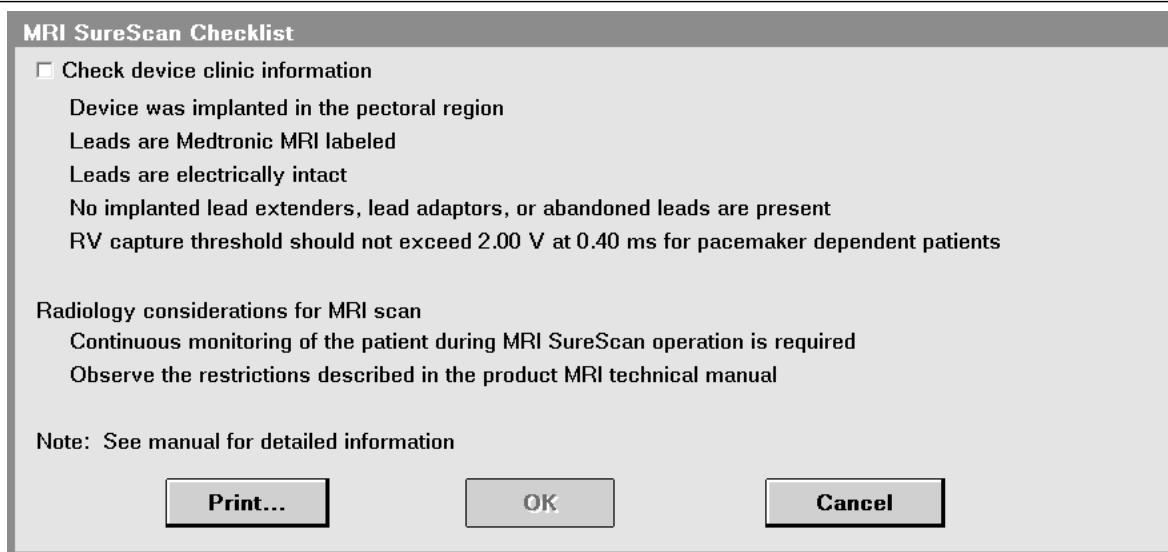 MRI SureScan Checklist
Check device clinic information
Device was implanted in the pectoral region
Leads are Medtronic MRI labeled
Leads are electrically intact
No implanted lead extenders, lead adaptors, or abandoned leads are present
RV capture threshold should not exceed 2.00 V at 0.40 ms for pacemaker dependent patients
Radiology considerations for MRI scan
Continuous monitoring of the patient during MRI SureScan operation is required
Observe the restrictions described in the product MRI technical manual
Note: See manual for detailed information
Print... OK Cancel